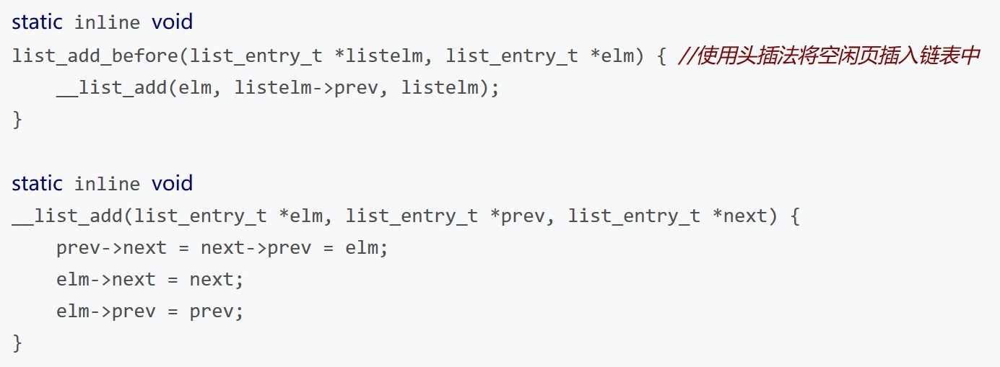 static inline void
list_add_before(list_entry_t *listelm, list_entry_t *elm) { //使用头插法将空闲页插入链表中
    __list_add(elm, listelm->prev, listelm);
}
static inline void
__list_add(list_entry_t *elm, list_entry_t *prev, list_entry_t *next) {
    prev->next = next->prev = elm;
    elm->next = next;
    elm->prev = prev;
}